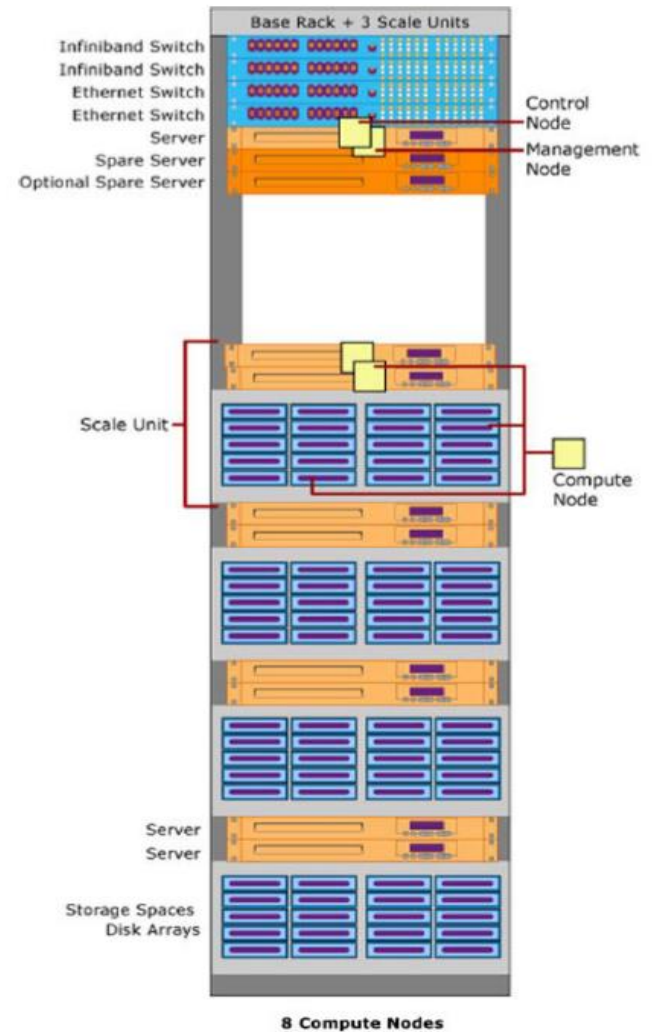 Base Rack + 3 Scale Units
Infiniband Switch
Infiniband Switch
Ethernet Switch
Ethernet Switch
Server
Spare Server
Optional Spare Server
Control
Node
Management
Node
Scale Unit
Compute
Node
Server
Server
Storage Spaces
Disk Arrays
8 Compute Nodes